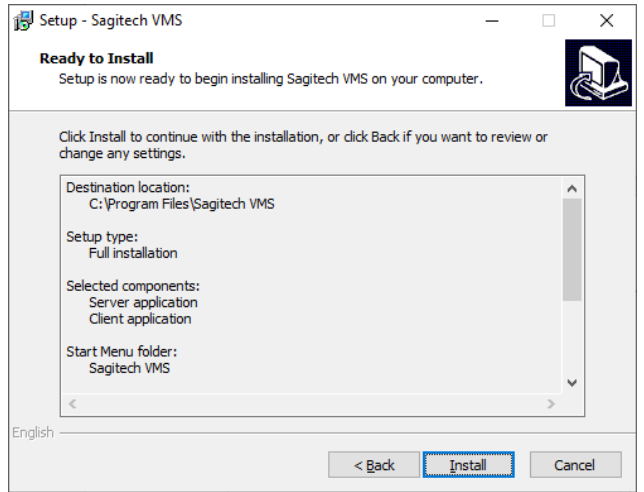 Setup - Sagitech VMS
Ready to Install
Setup is now ready to begin installing Sagitech VMS on your computer.
Click Install to continue with the installation, or click Back if you want to review or
change any settings.
Destination location:
C:\Program Files\Sagitech VMS
Setup type:
Full installation
Selected components:
Server application
Client application
Start Menu folder:
Sagitech VMS
English
< Back
Install
Cancel